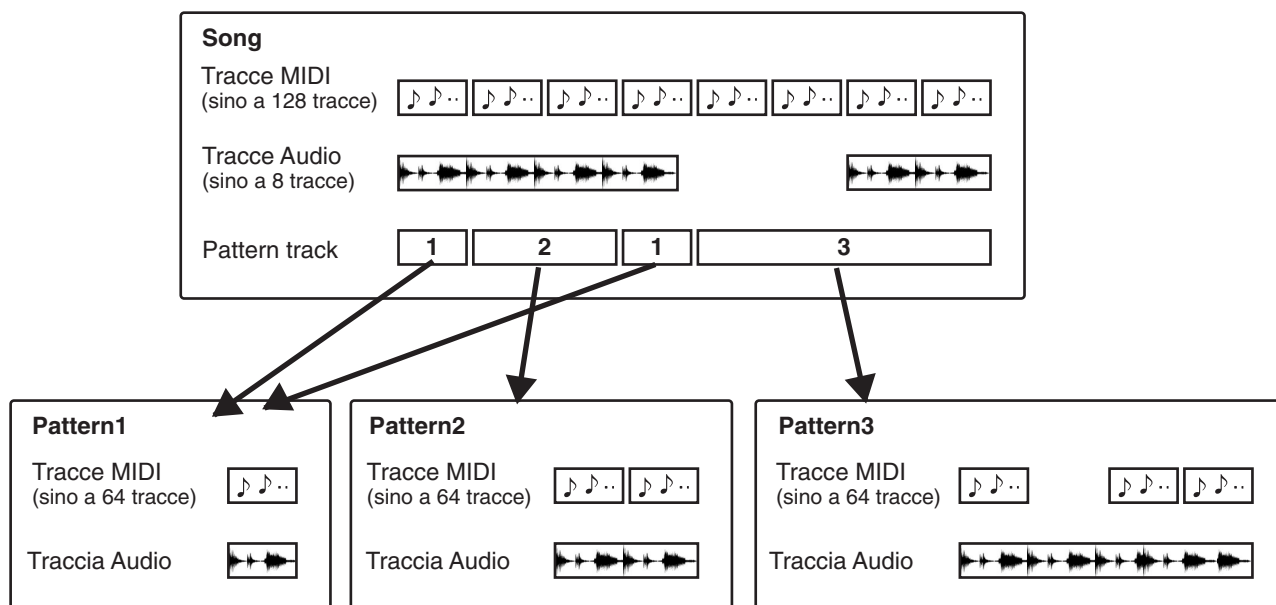 Song
Tracce MIDI
(sino a 128 tracce)
Tracce Audio
(sino a 8 tracce)
Pattern track
1
2
1
3
Pattern1
Tracce MIDI
(sino a 64 tracce)
Traccia Audio
Pattern2
Tracce MIDI
(sino a 64 tracce)
Traccia Audio
Pattern3
Tracce MIDI
(sino a 64 tracce)
Traccia Audio